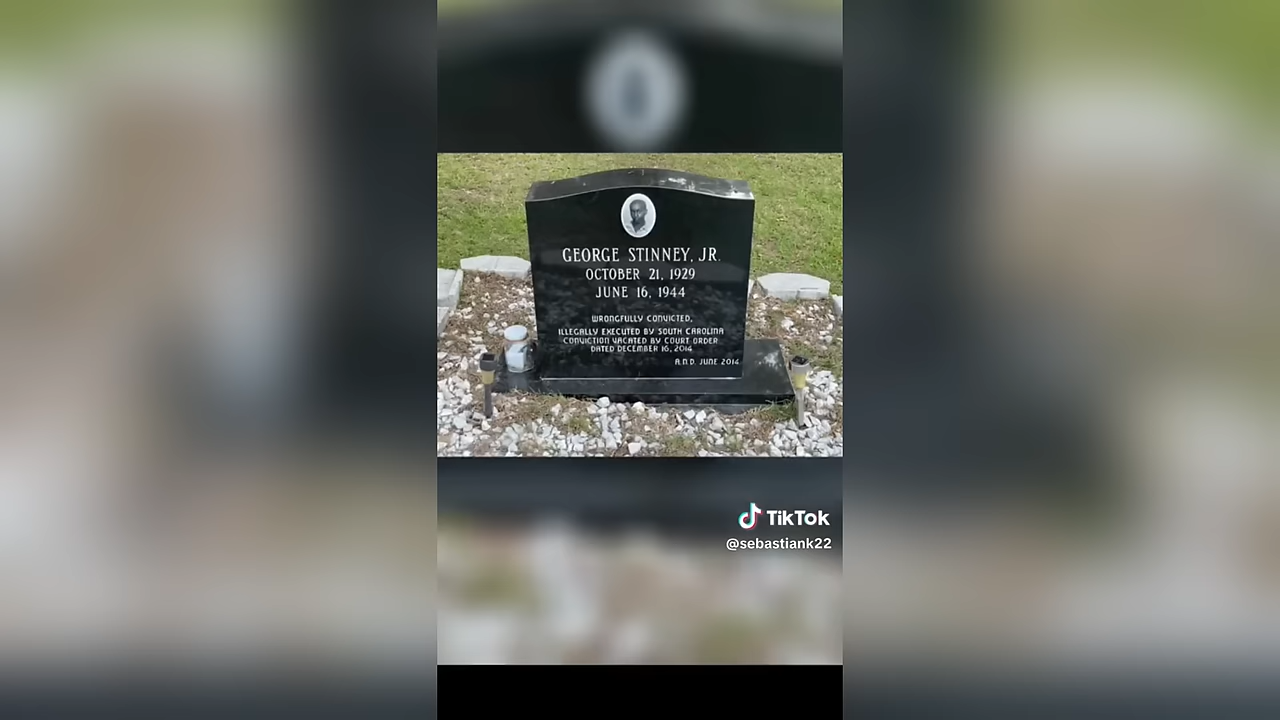 GEORGE STINNEY, JR.
OCTOBER 21, 1929
JUNE 16, 1944
WRONGFULLY CONVICTED,
ILLEGALLY EXECUTED BY SOUTH CAROLINA
CONVICTION VACATED BY COURT ORDER
DATED DECEMBER 16, 2014
A.N.D. JUNE 2014
TikTok
@sebastiank22